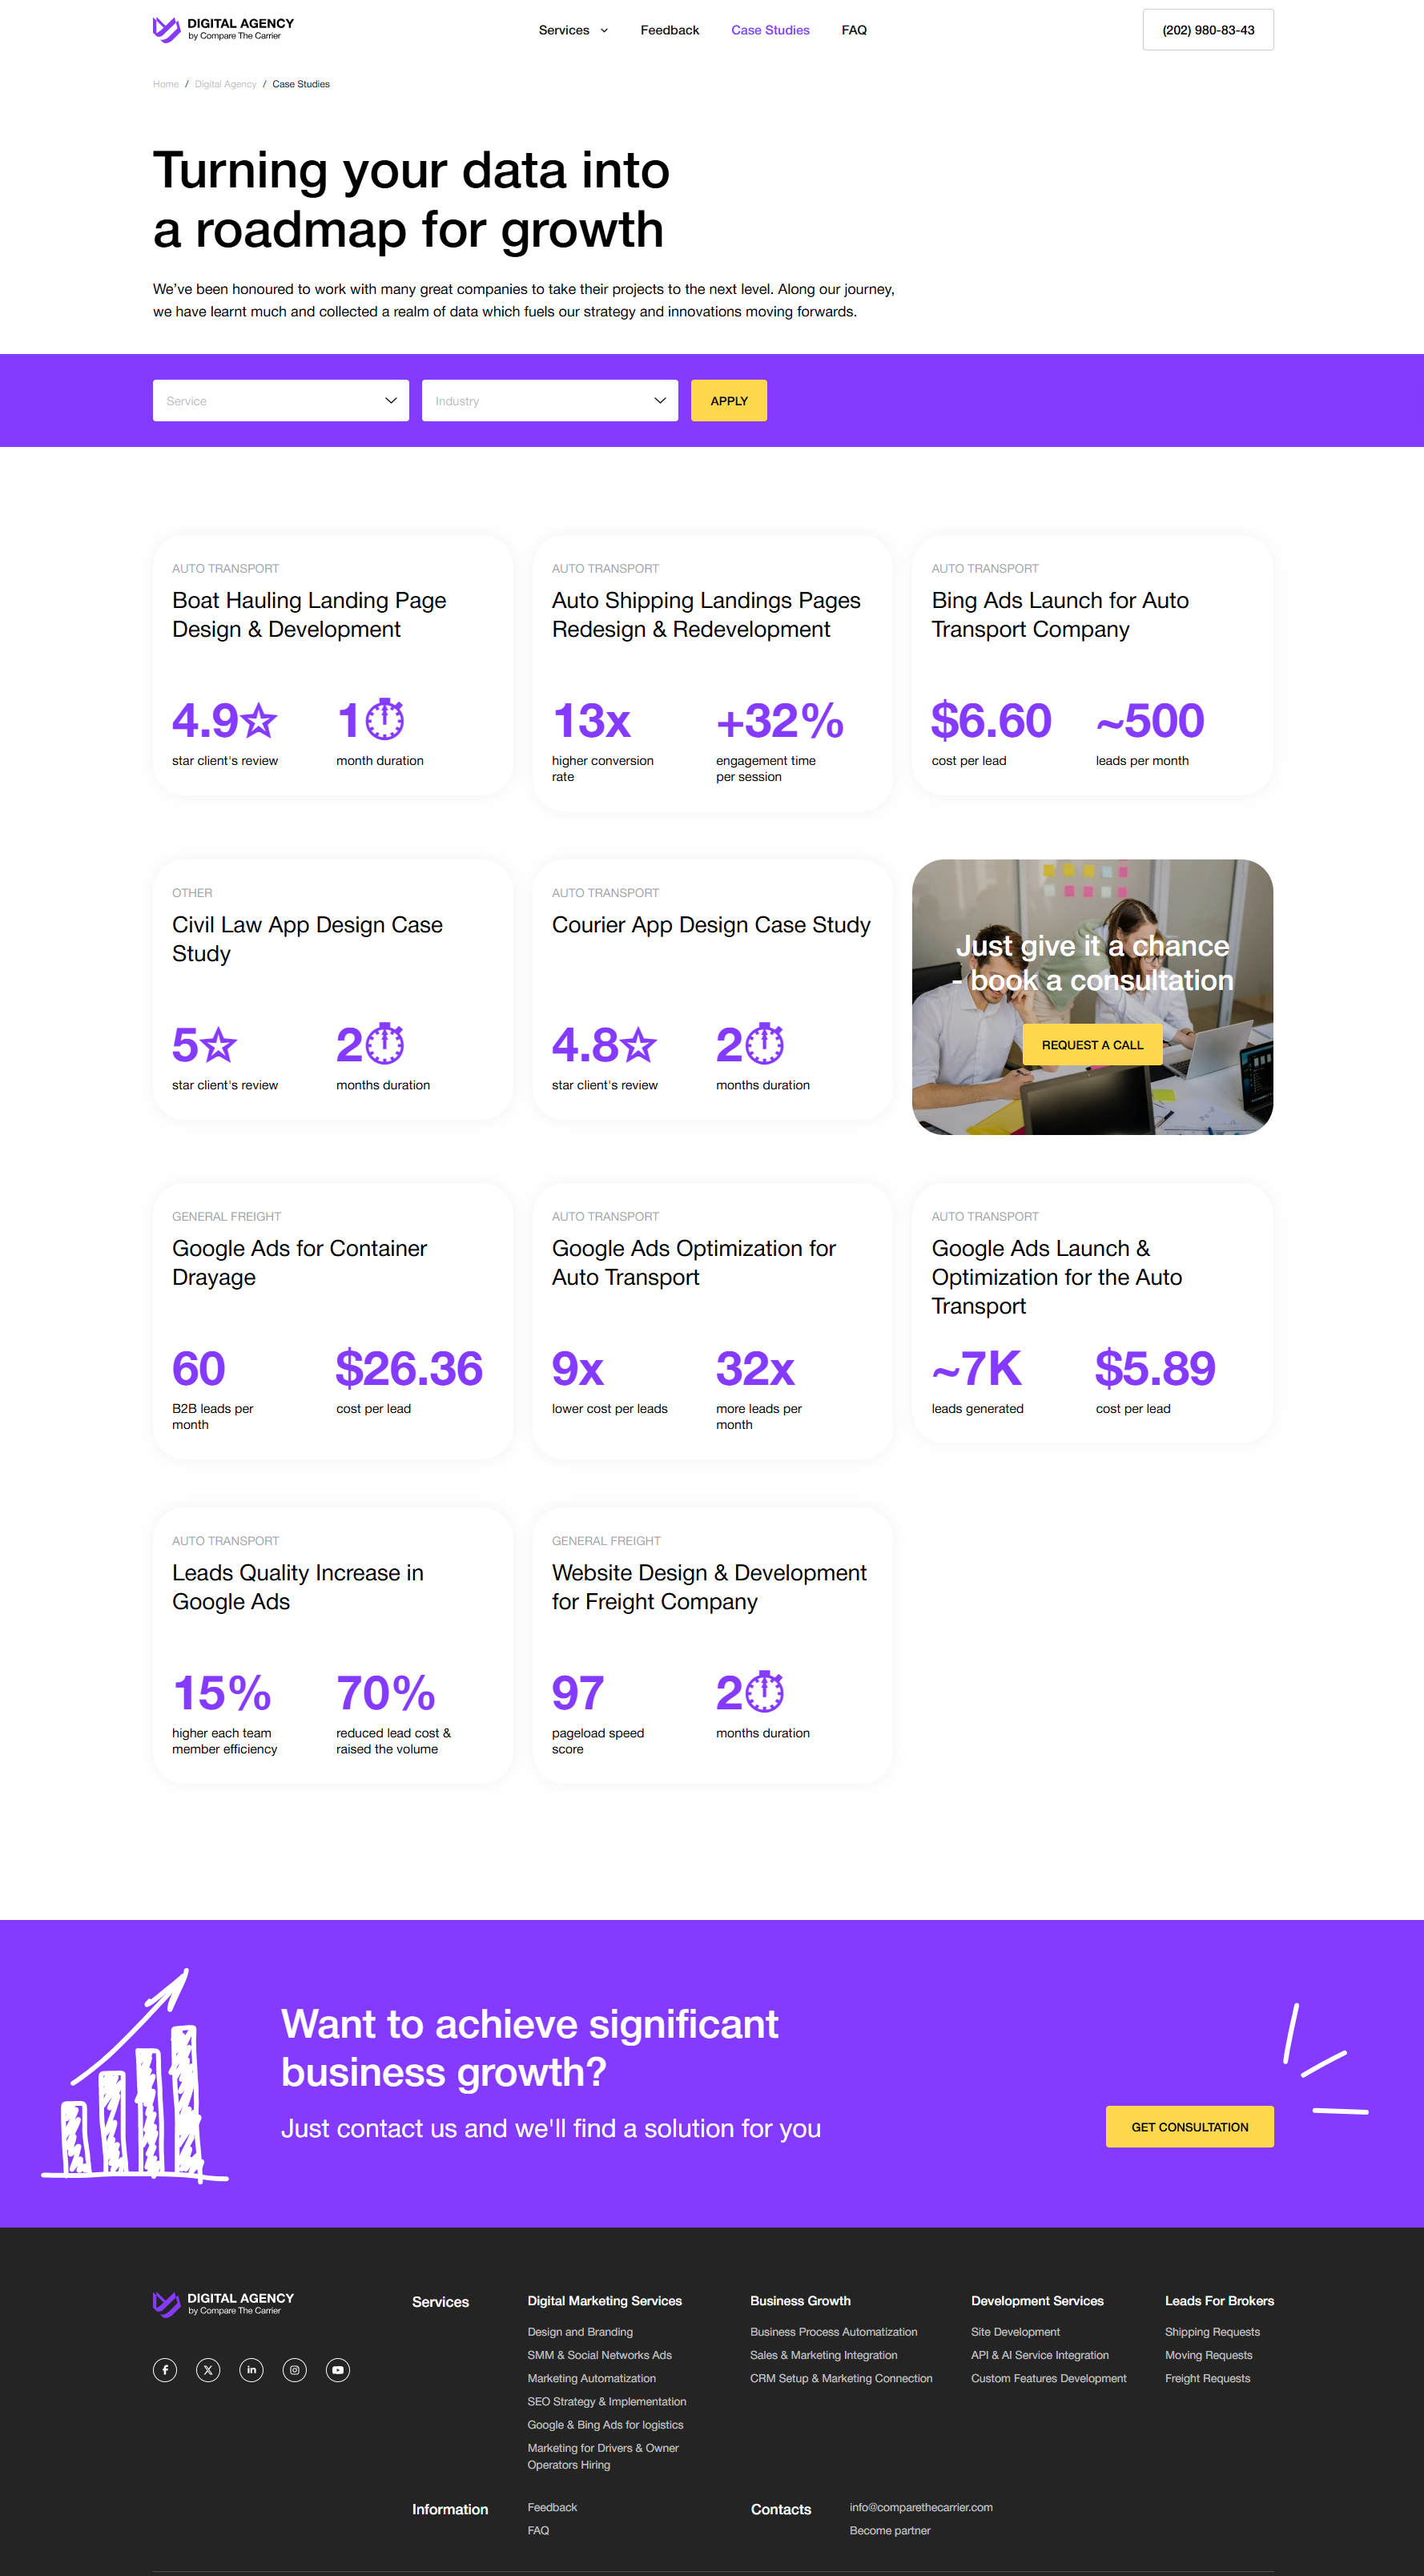 DIGITAL AGENCY
by Compare The Carrier
Services
Feedback
Case Studies
FAQ
(202) 980-83-43
Home / Digital Agency / Case Studies
Turning your data into
a roadmap for growth
We’ve been honoured to work with many great companies to take their projects to the next level. Along our journey,
we have learnt much and collected a realm of data which fuels our strategy and innovations moving forwards.
Service
Industry
APPLY
AUTO TRANSPORT
Boat Hauling Landing Page
Design & Development
4.9☆
star client's review
1⏱
month duration
AUTO TRANSPORT
Auto Shipping Landings Pages
Redesign & Redevelopment
13x
higher conversion
rate
+32%
engagement time
per session
AUTO TRANSPORT
Bing Ads Launch for Auto
Transport Company
$6.60
cost per lead
~500
leads per month
OTHER
Civil Law App Design Case
Study
5☆
star client's review
2⏱
months duration
AUTO TRANSPORT
Courier App Design Case Study
4.8☆
star client's review
2⏱
months duration
Just give it a chance
- book a consultation
REQUEST A CALL
GENERAL FREIGHT
Google Ads for Container
Drayage
60
B2B leads per
month
$26.36
cost per lead
AUTO TRANSPORT
Google Ads Optimization for
Auto Transport
9x
lower cost per leads
32x
more leads per
month
AUTO TRANSPORT
Google Ads Launch &
Optimization for the Auto
Transport
~7K
leads generated
$5.89
cost per lead
AUTO TRANSPORT
Leads Quality Increase in
Google Ads
15%
higher each team
member efficiency
70%
reduced lead cost &
raised the volume
GENERAL FREIGHT
Website Design & Development
for Freight Company
97
pageload speed
score
2⏱
months duration
Want to achieve significant
business growth?
Just contact us and we'll find a solution for you
GET CONSULTATION
DIGITAL AGENCY
by Compare The Carrier
Services
Digital Marketing Services
Design and Branding
SMM & Social Networks Ads
Marketing Automatization
SEO Strategy & Implementation
Google & Bing Ads for logistics
Marketing for Drivers & Owner
Operators Hiring
Business Growth
Business Process Automatization
Sales & Marketing Integration
CRM Setup & Marketing Connection
Development Services
Site Development
API & AI Service Integration
Custom Features Development
Leads For Brokers
Shipping Requests
Moving Requests
Freight Requests
Information
Feedback
FAQ
Contacts
info@comparethecarrier.com
Become partner